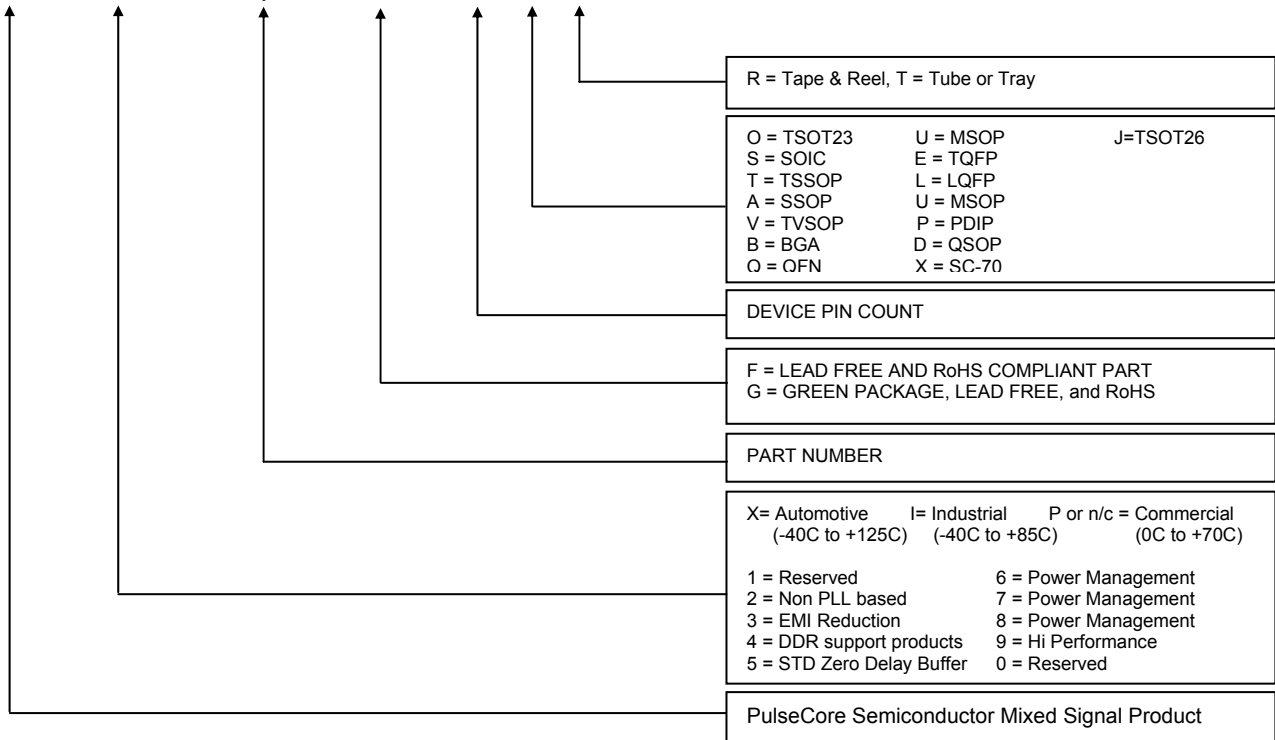 R = Tape & Reel, T = Tube or Tray
O = TSOT23 U = MSOP J=TSOT26
S = SOIC E = TQFP
T = TSSOP L = LQFP
A = SSOP U = MSOP
V = TVSOP P = PDIP
B = BGA D = QSOP
Q = QFN X = SC-70
DEVICE PIN COUNT
F = LEAD FREE AND RoHS COMPLIANT PART
G = GREEN PACKAGE, LEAD FREE, and RoHS
PART NUMBER
X= Automotive I= Industrial P or n/c = Commercial
(-40C to +125C) (-40C to +85C) (0C to +70C)
1 = Reserved 6 = Power Management
2 = Non PLL based 7 = Power Management
3 = EMI Reduction 8 = Power Management
4 = DDR support products 9 = Hi Performance
5 = STD Zero Delay Buffer 0 = Reserved
PulseCore Semiconductor Mixed Signal Product